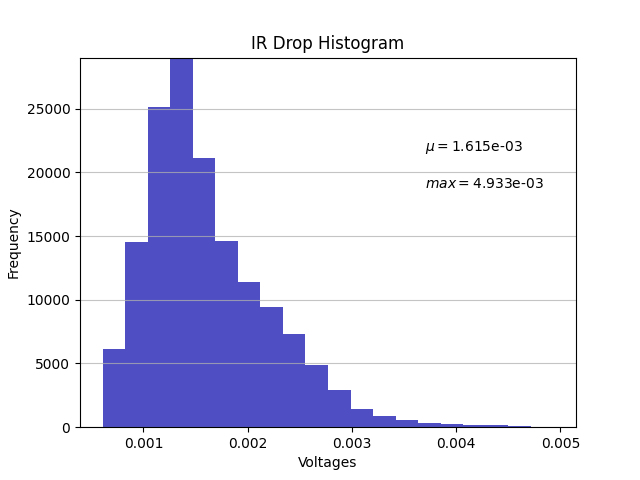 IR Drop Histogram
Frequency
25000
20000
15000
10000
5000
0
μ = 1.615e-03
max = 4.933e-03
0.001 0.002 0.003 0.004 0.005
Voltages